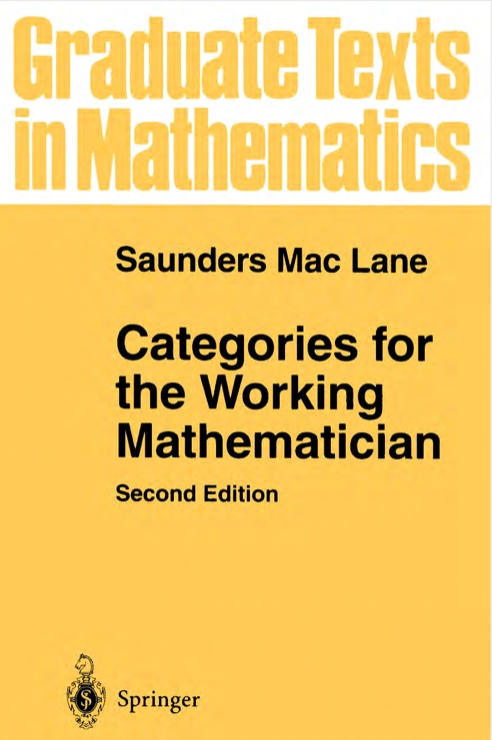 Graduate Texts
in Mathematics
Saunders Mac Lane
Categories for
the Working
Mathematician
Second Edition
S
Springer